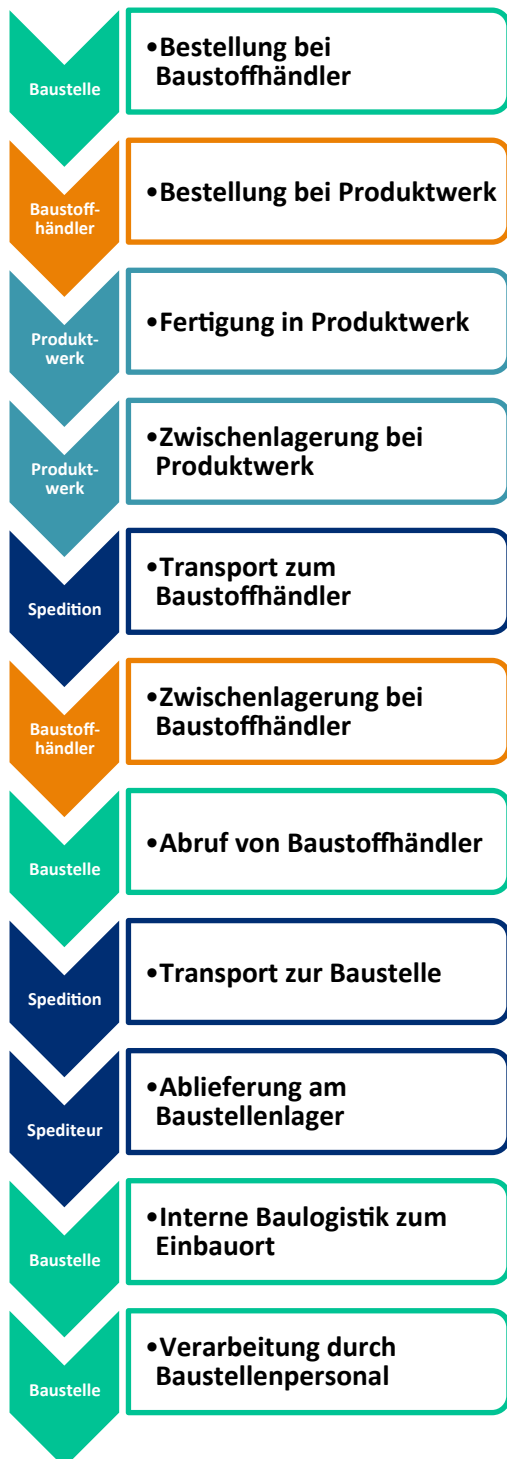 Baustelle
•Bestellung bei
Baustoffhändler
Baustoff-
händler
•Bestellung bei Produktwerk
Produkt-
werk
•Fertigung in Produktwerk
Produkt-
werk
•Zwischenlagerung bei
Produktwerk
Spedition
•Transport zum
Baustoffhändler
Baustoff-
händler
•Zwischenlagerung bei
Baustoffhändler
Baustelle
•Abruf von Baustoffhändler
Spedition
•Transport zur Baustelle
Spediteur
•Ablieferung am
Baustellenlager
Baustelle
•Interne Baulogistik zum
Einbauort
Baustelle
•Verarbeitung durch
Baustellenpersonal